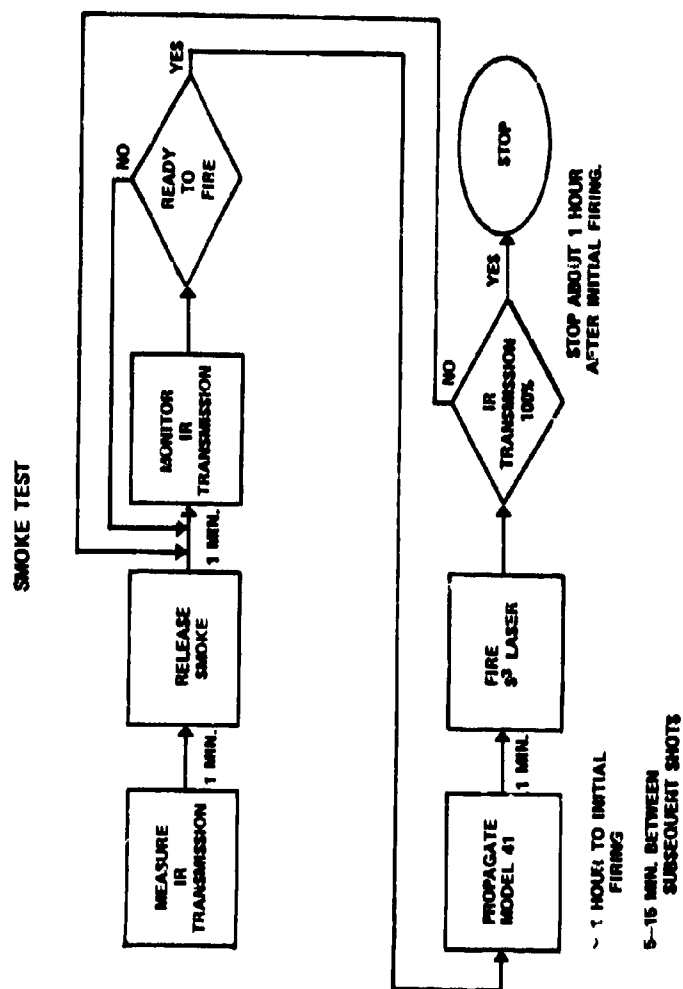 SMOKE TEST
MEASURE
IR
TRANSMISSION
1 MIN.
RELEASE
SMOKE
1 MIN.
MONITOR
IR
TRANSMISSION
READY
TO
FIRE
NO
YES
PROPAGATE
MODEL 41
1 MIN.
FIRE
S³ LASER
IR
TRANSMISSION
100%
NO
YES
STOP
~ 1 HOUR TO INITIAL
FIRING
5–15 MIN. BETWEEN
SUBSEQUENT SHOTS
STOP ABOUT 1 HOUR
AFTER INITIAL FIRING.